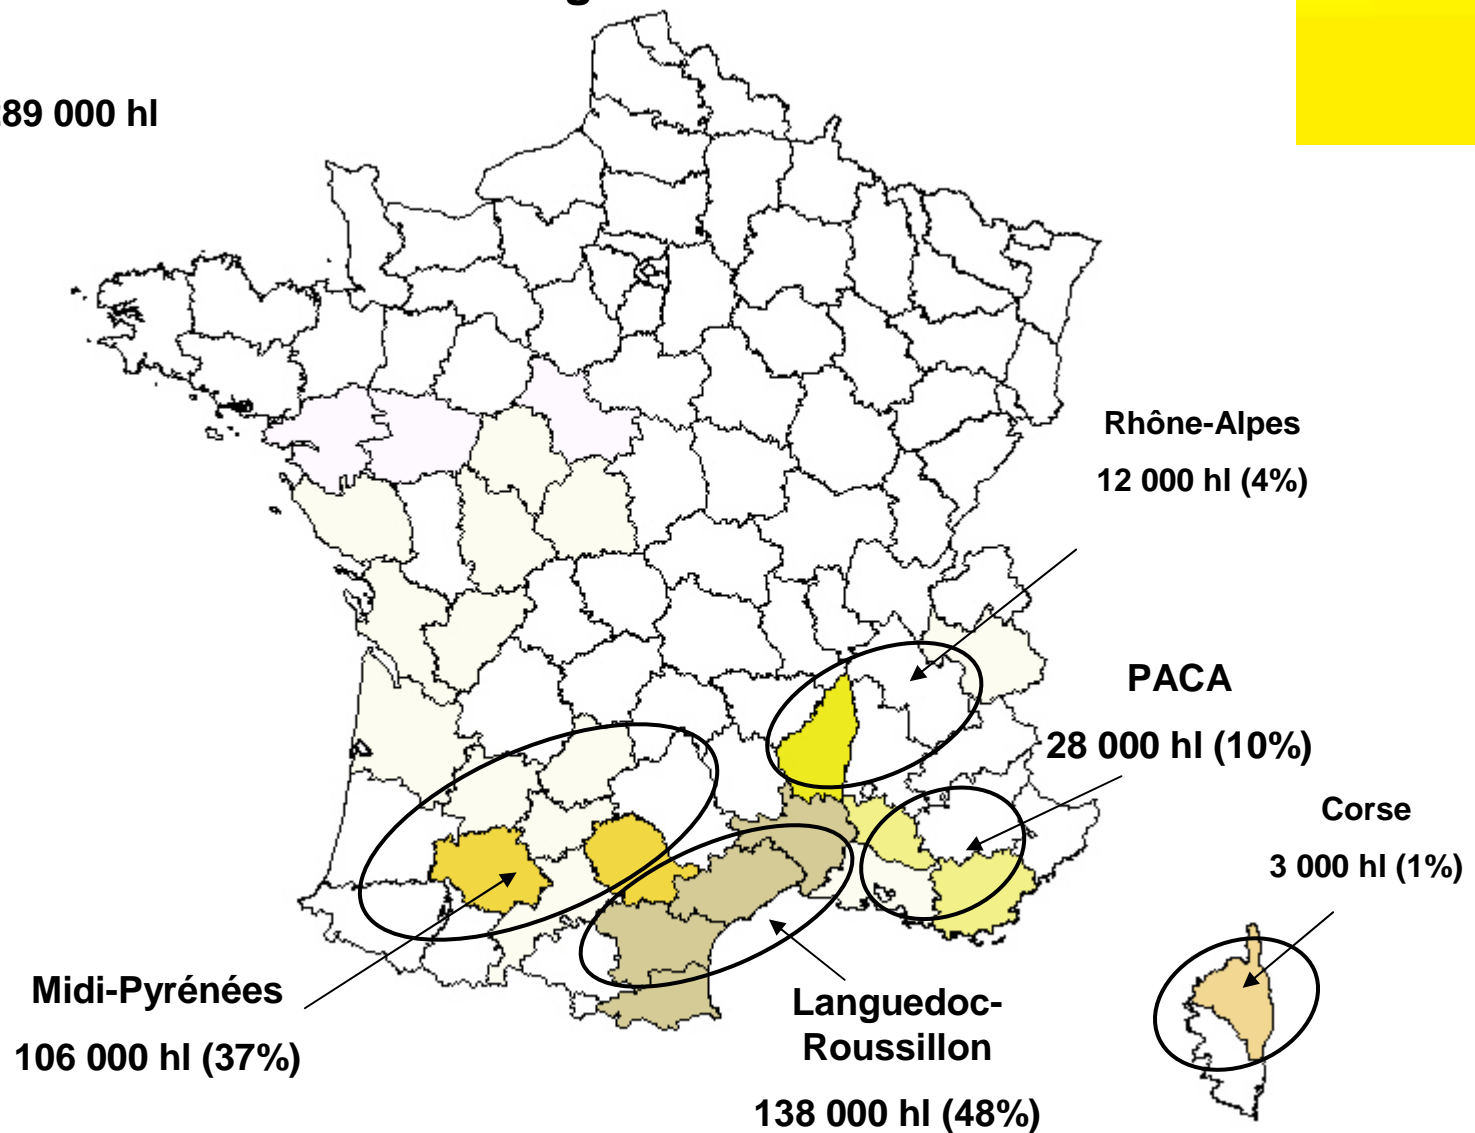 89 000 hl
Rhône-Alpes
12 000 hl (4%)
PACA
28 000 hl (10%)
Corse
3 000 hl (1%)
Midi-Pyrénées
106 000 hl (37%)
Languedoc-
Roussillon
138 000 hl (48%)